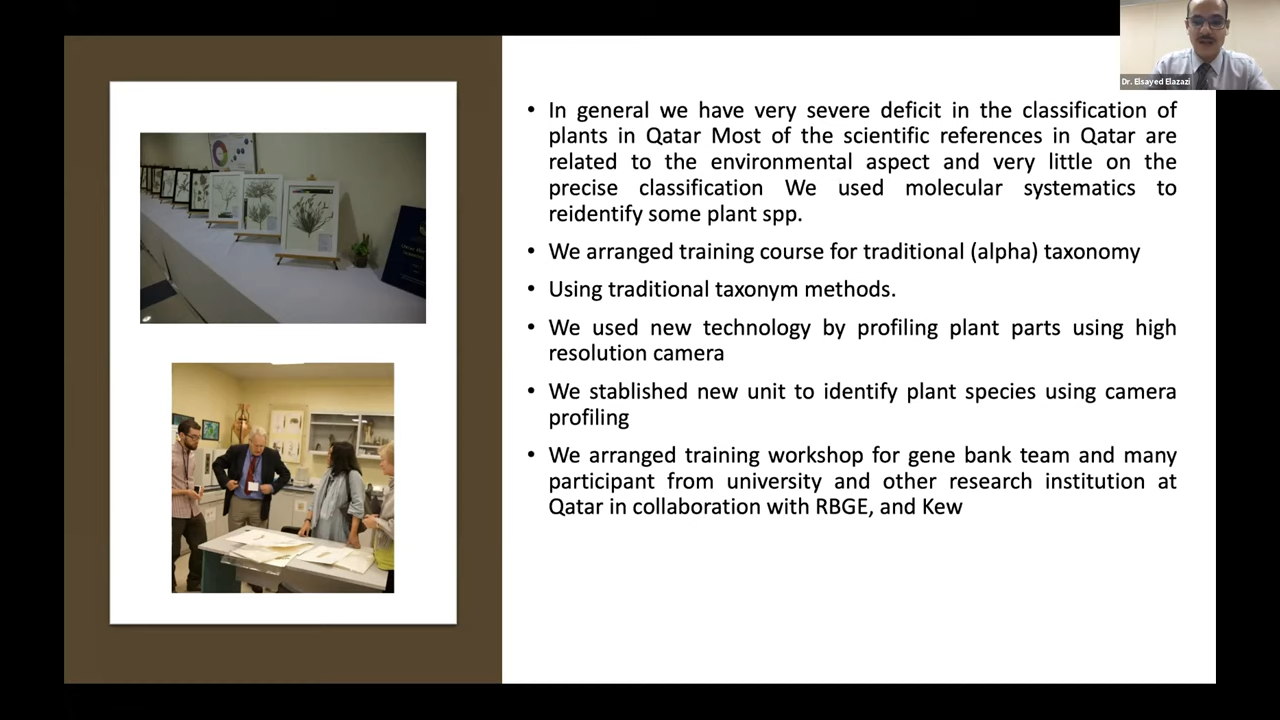 Dr. Elsayed Elazazi
• In general we have very severe deficit in the classification of
plants in Qatar Most of the scientific references in Qatar are
related to the environmental aspect and very little on the
precise classification We used molecular systematics to
reidentify some plant spp.
• We arranged training course for traditional (alpha) taxonomy
• Using traditional taxonym methods.
• We used new technology by profiling plant parts using high
resolution camera
• We stablished new unit to identify plant species using camera
profiling
• We arranged training workshop for gene bank team and many
participant from university and other research institution at
Qatar in collaboration with RBGE, and Kew